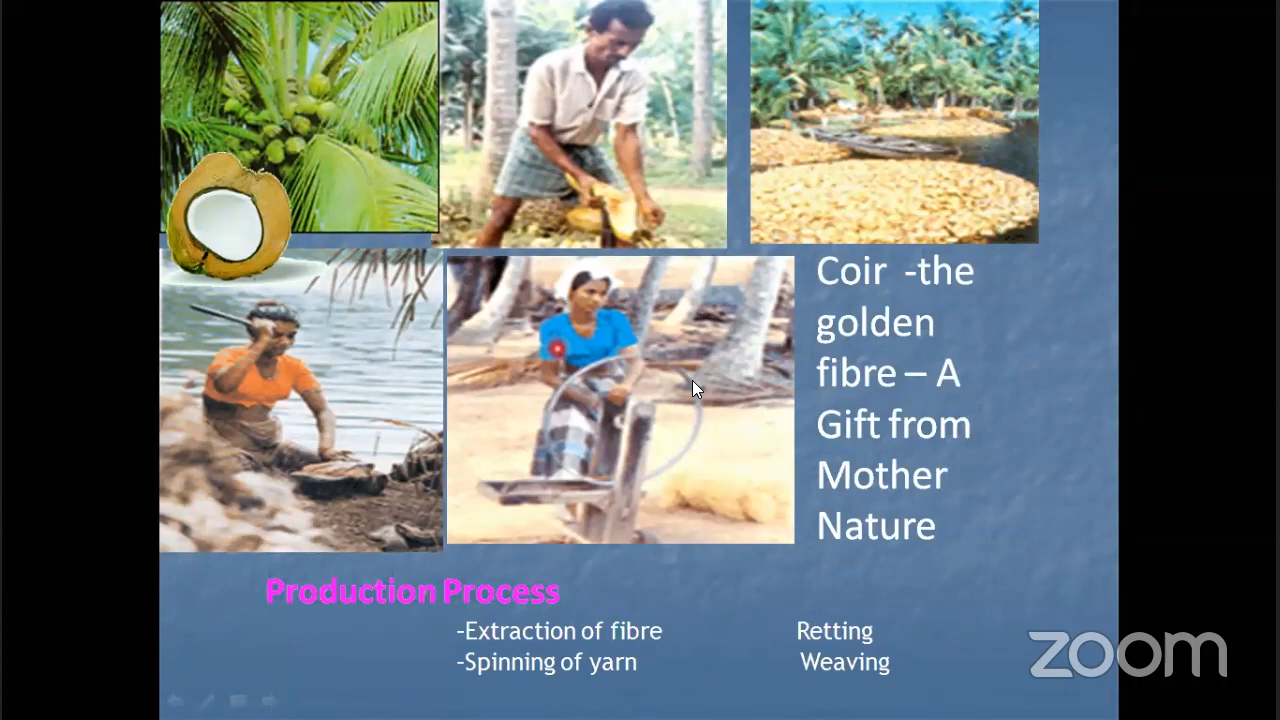 Coir -the
golden
fibre – A
Gift from
Mother
Nature
Production Process
-Extraction of fibre Retting
-Spinning of yarn Weaving
zoom